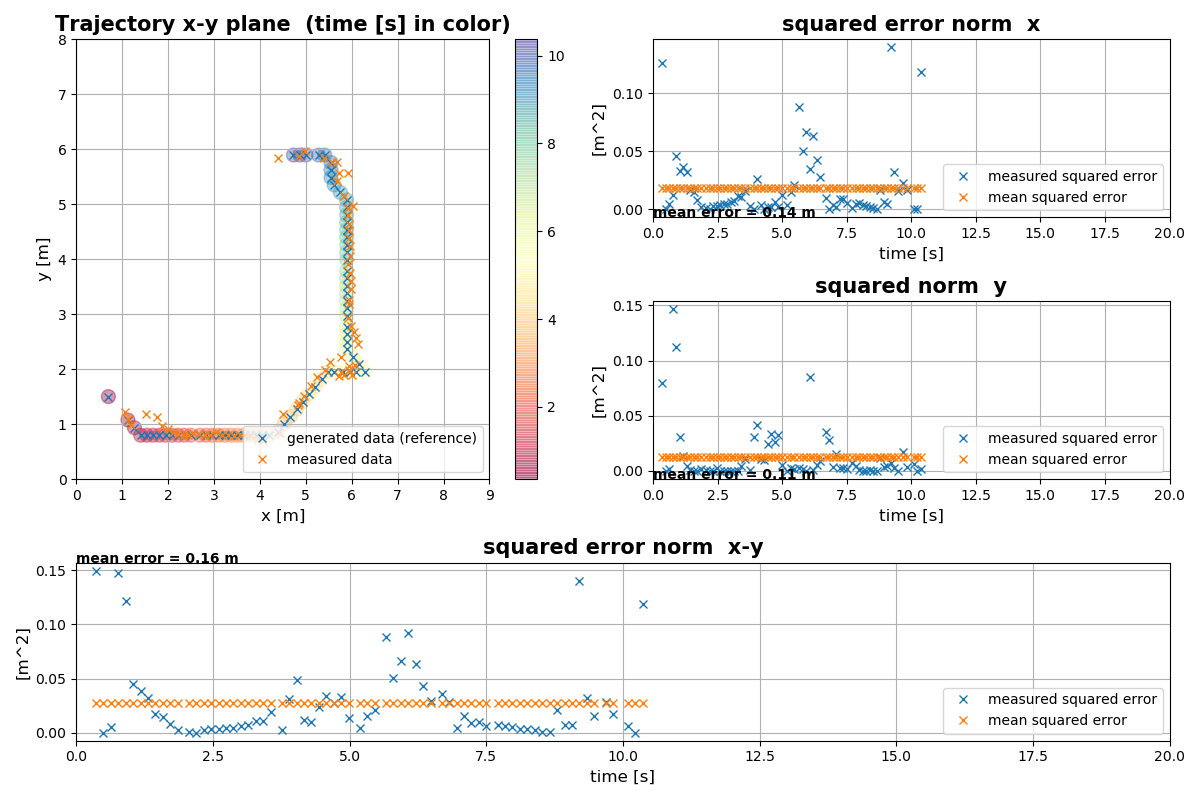 Trajectory x-y plane  (time [s] in color)
8
7
6
5
4
3
2
1
0
y [m]
0 1 2 3 4 5 6 7 8 9
x [m]
generated data (reference)
measured data
10
8
6
4
2
squared error norm  x
0.10
0.05
0.00
[m^2]
measured squared error
mean squared error
mean error = 0.14 m
0.0 2.5 5.0 7.5 10.0 12.5 15.0 17.5 20.0
time [s]
squared norm  y
0.15
0.10
0.05
0.00
[m^2]
measured squared error
mean squared error
mean error = 0.11 m
0.0 2.5 5.0 7.5 10.0 12.5 15.0 17.5 20.0
time [s]
squared error norm  x-y
mean error = 0.16 m
0.15
0.10
0.05
0.00
[m^2]
measured squared error
mean squared error
0.0 2.5 5.0 7.5 10.0 12.5 15.0 17.5 20.0
time [s]